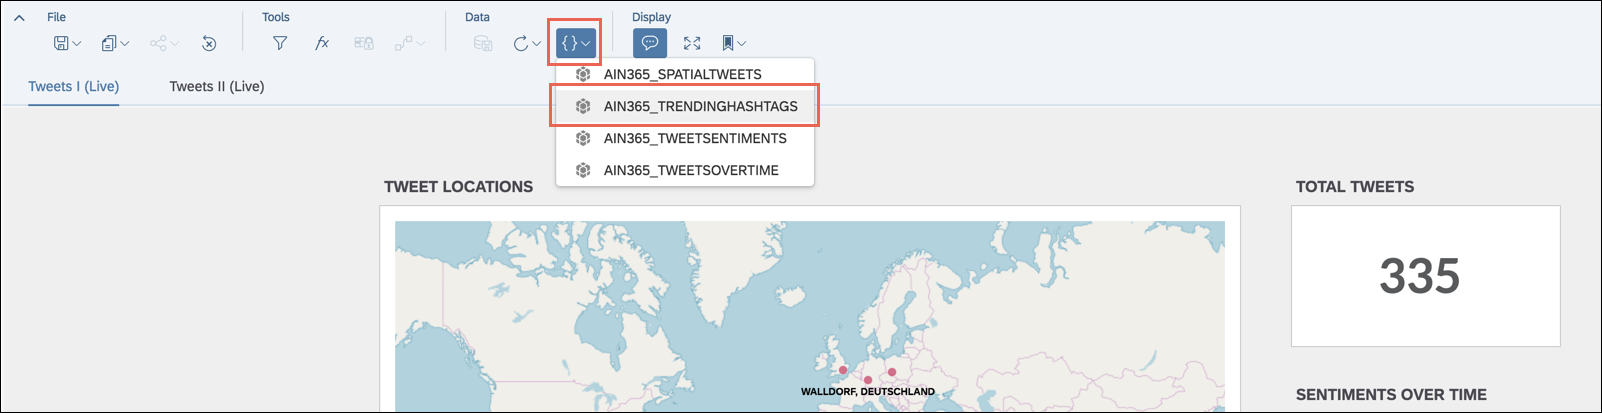 File
Tools
Data
Display
fx
{ }
Tweets I (Live)
Tweets II (Live)
AIN365_SPATIALTWEETS
AIN365_TRENDINGHASHTAGS
AIN365_TWEETSENTIMENTS
AIN365_TWEETSOVERTIME
TWEET LOCATIONS
TOTAL TWEETS
335
WALLDORF, DEUTSCHLAND
SENTIMENTS OVER TIME